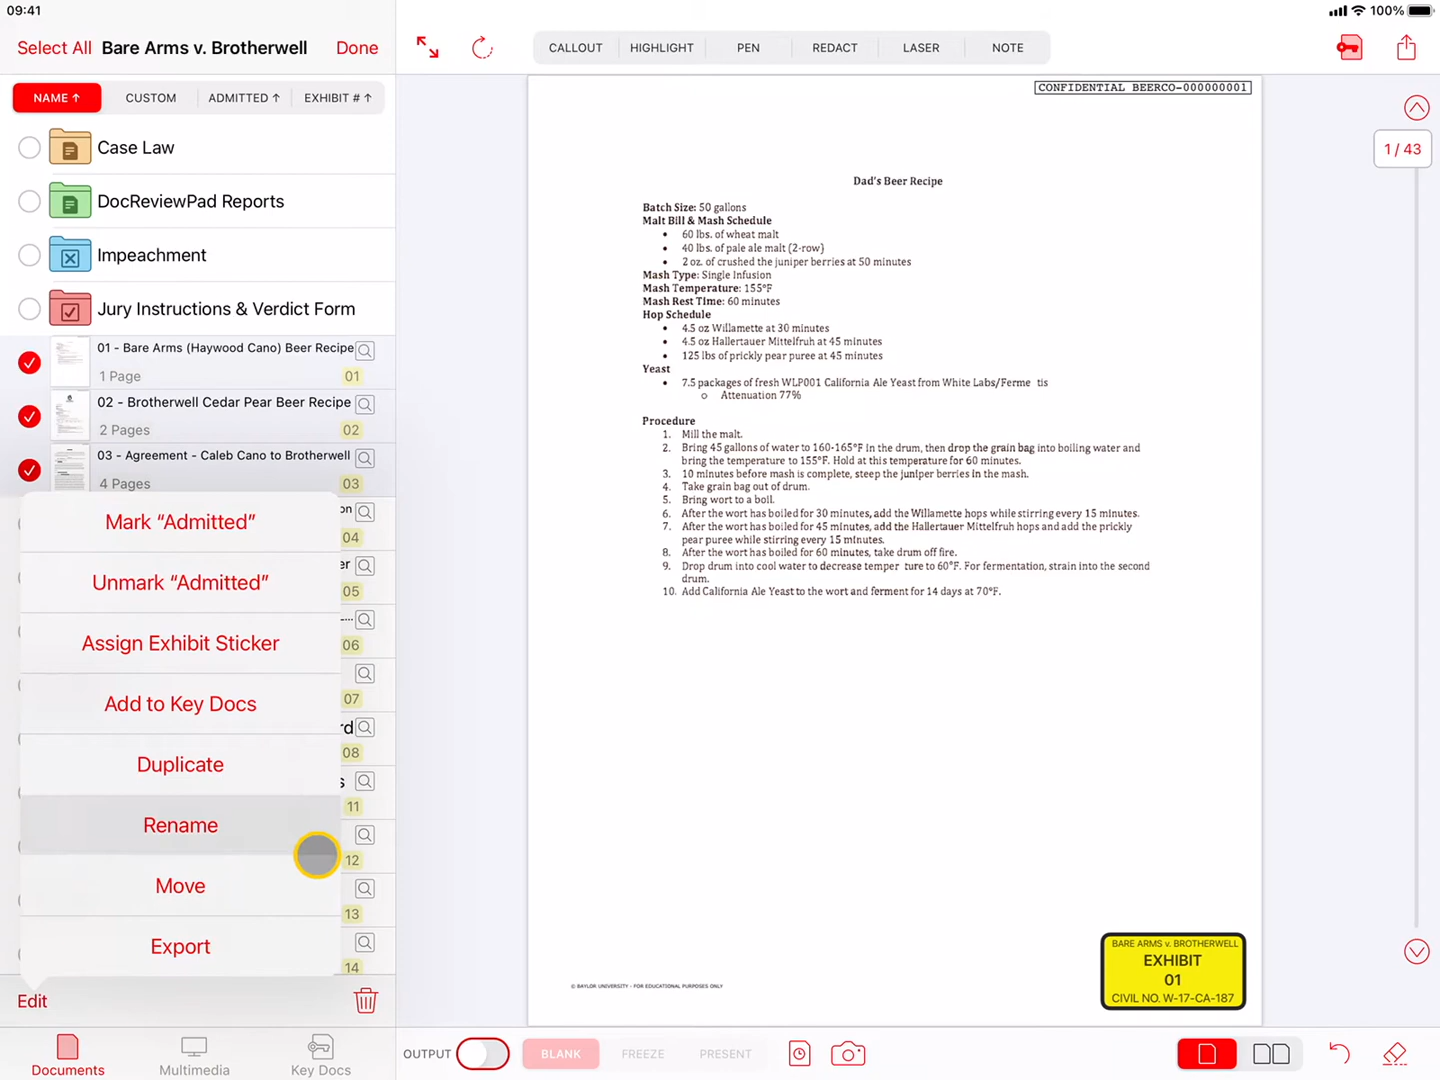 09:41
100%
Select All
Bare Arms v. Brotherwell
Done
CALLOUT
HIGHLIGHT
PEN
REDACT
LASER
NOTE
NAME ↑
CUSTOM
ADMITTED ↑
EXHIBIT # ↑
Case Law
DocReviewPad Reports
Impeachment
Jury Instructions & Verdict Form
01 - Bare Arms (Haywood Cano) Beer Recipe
1 Page
01
02 - Brotherwell Cedar Pear Beer Recipe
2 Pages
02
03 - Agreement - Caleb Cano to Brotherwell
4 Pages
03
on
04
er
05
-...
06
07
rd
08
s
11
12
13
14
Mark “Admitted”
Unmark “Admitted”
Assign Exhibit Sticker
Add to Key Docs
Duplicate
Rename
Move
Export
Edit
Documents
Multimedia
Key Docs
CONFIDENTIAL BEERCO-000000001
1 / 43
Dad's Beer Recipe
Batch Size: 50 gallons
Malt Bill & Mash Schedule
• 60 lbs. of wheat malt
• 40 lbs. of pale ale malt (2-row)
• 2 oz. of crushed the juniper berries at 50 minutes
Mash Type: Single Infusion
Mash Temperature: 155°F
Mash Rest Time: 60 minutes
Hop Schedule
• 4.5 oz Willamette at 30 minutes
• 4.5 oz Hallertauer Mittelfruh at 45 minutes
• 125 lbs of prickly pear puree at 45 minutes
Yeast
• 7.5 packages of fresh WLP001 California Ale Yeast from White Labs/Ferme tis
o Attenuation 77%
Procedure
1. Mill the malt.
2. Bring 45 gallons of water to 160-165°F in the drum, then drop the grain bag into boiling water and
bring the temperature to 155°F. Hold at this temperature for 60 minutes.
3. 10 minutes before mash is complete, steep the juniper berries in the mash.
4. Take grain bag out of drum.
5. Bring wort to a boil.
6. After the wort has boiled for 30 minutes, add the Willamette hops while stirring every 15 minutes.
7. After the wort has boiled for 45 minutes, add the Hallertauer Mittelfruh hops and add the prickly
pear puree while stirring every 15 minutes.
8. After the wort has boiled for 60 minutes, take drum off fire.
9. Drop drum into cool water to decrease temper ture to 60°F. For fermentation, strain into the second
drum.
10. Add California Ale Yeast to the wort and ferment for 14 days at 70°F.
© BAYLOR UNIVERSITY - FOR EDUCATIONAL PURPOSES ONLY
BARE ARMS v. BROTHERWELL
EXHIBIT
01
CIVIL NO. W-17-CA-187
OUTPUT
BLANK
FREEZE
PRESENT